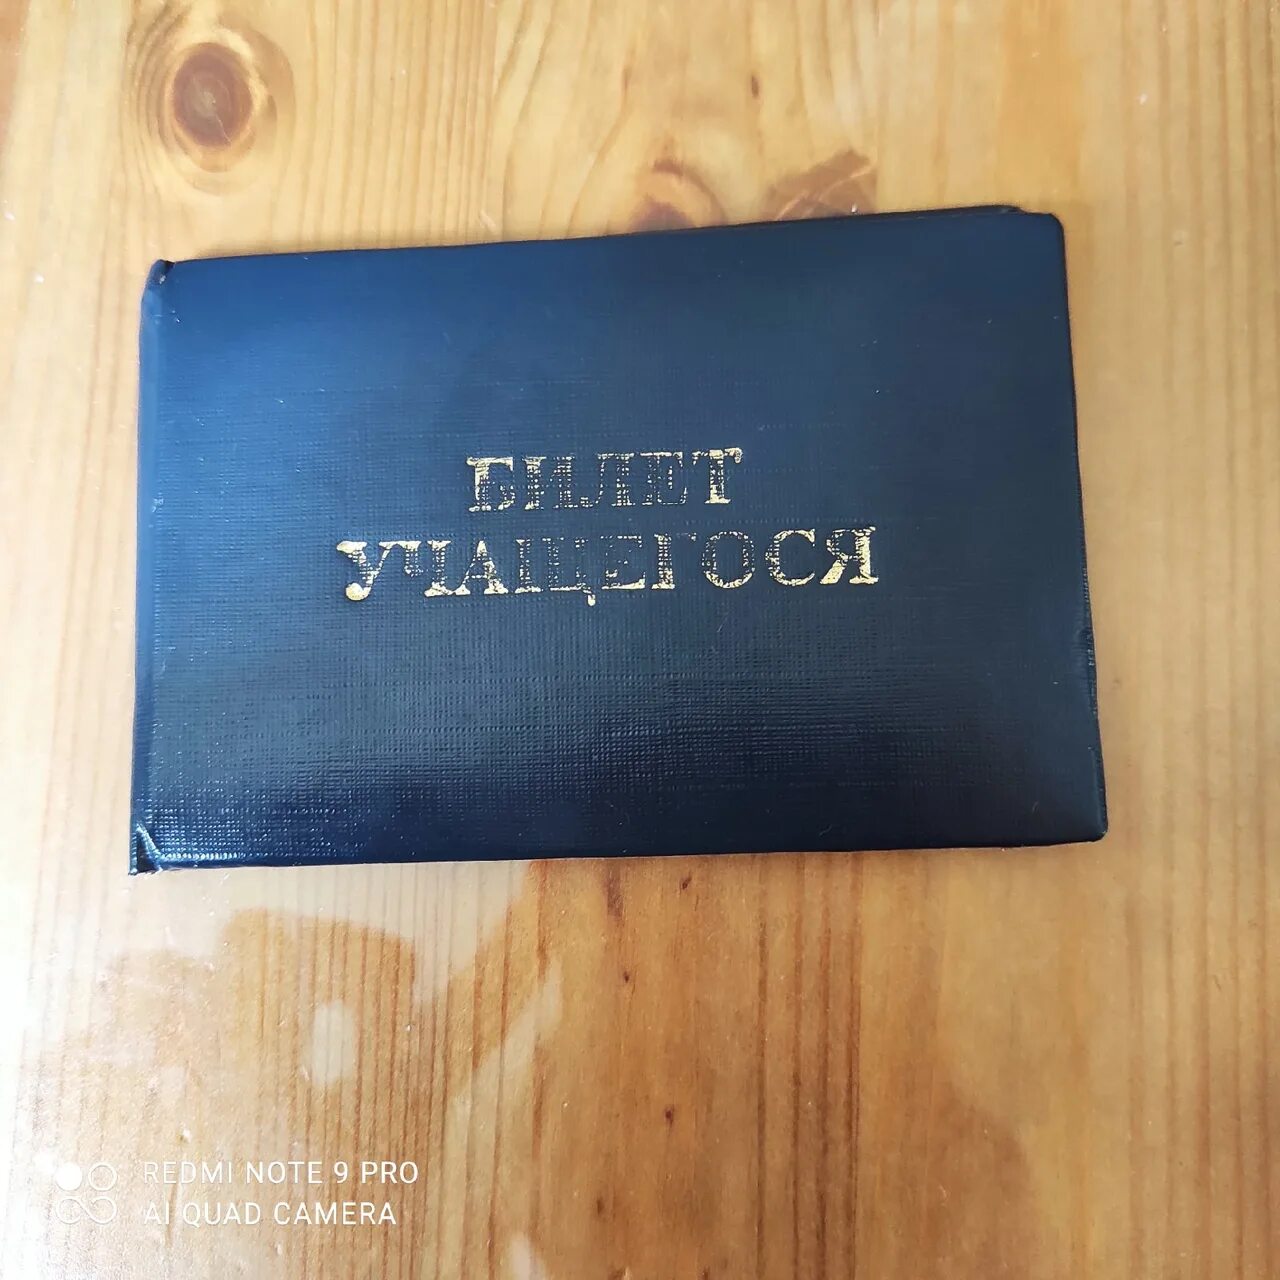 БИЛЕТ
УЧАЩЕГОСЯ
REDMI NOTE 9 PRO
AI QUAD CAMERA